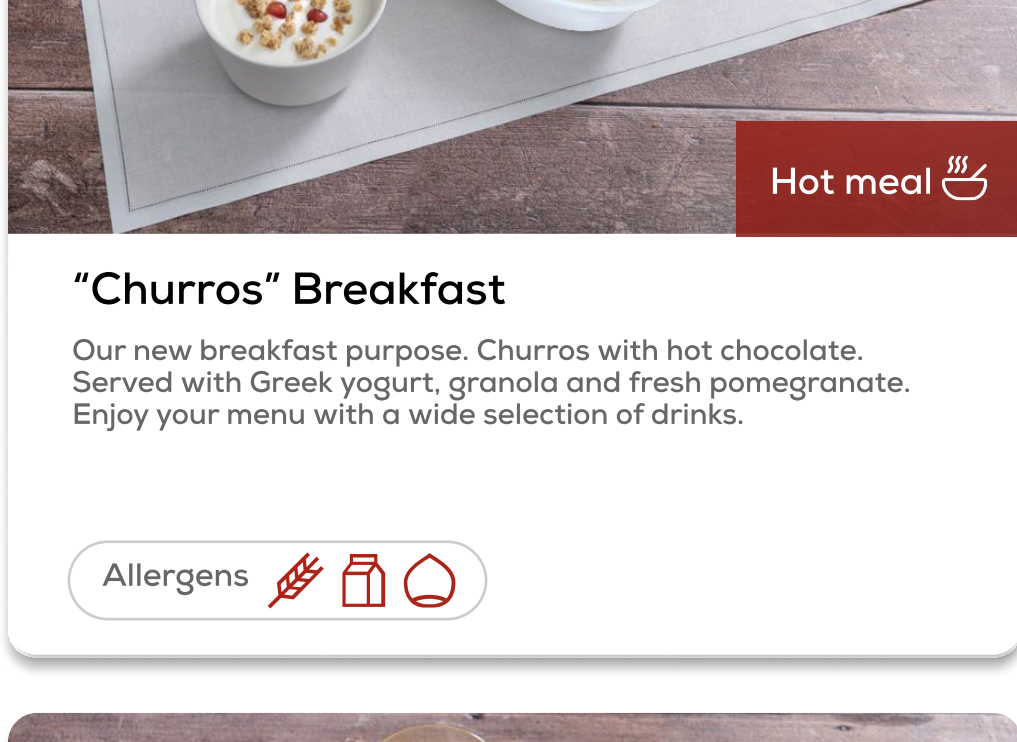 Hot meal
“Churros” Breakfast
Our new breakfast purpose. Churros with hot chocolate.
Served with Greek yogurt, granola and fresh pomegranate.
Enjoy your menu with a wide selection of drinks.
Allergens